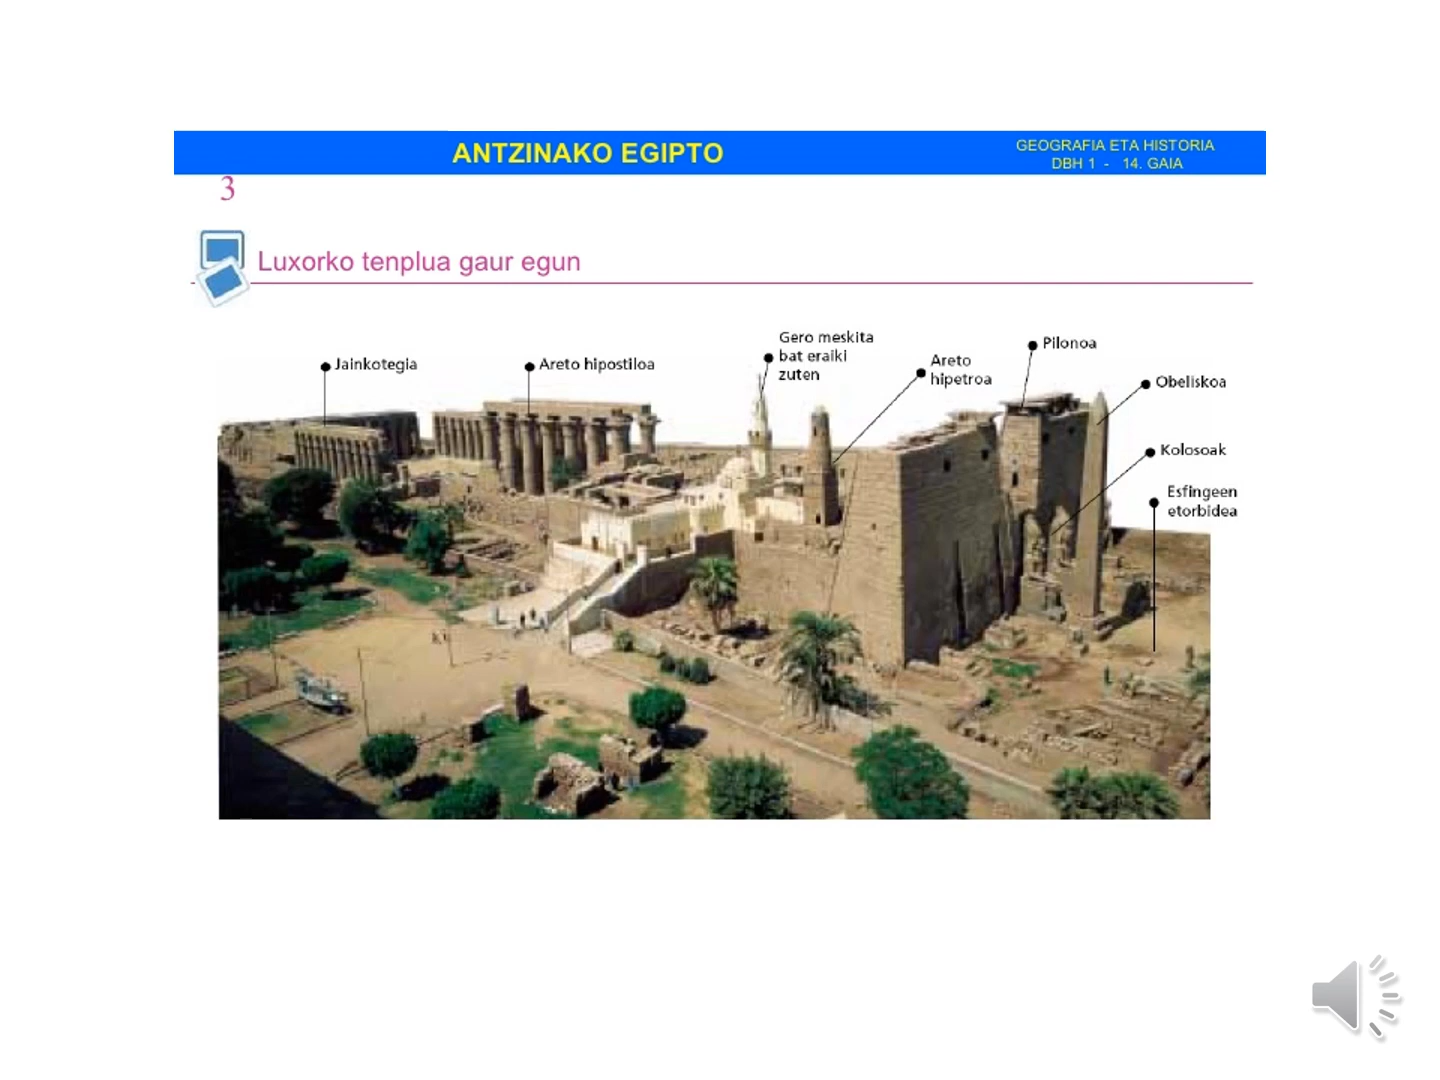 ANTZINAKO EGIPTO
GEOGRAFIA ETA HISTORIA
DBH 1 - 14. GAIA
3
Luxorko tenplua gaur egun
Jainkotegia
Areto hipostiloa
Gero meskita
bat eraiki
zuten
Areto
hipetroa
Pilonoa
Obeliskoa
Kolosoak
Esfingeen
etorbidea